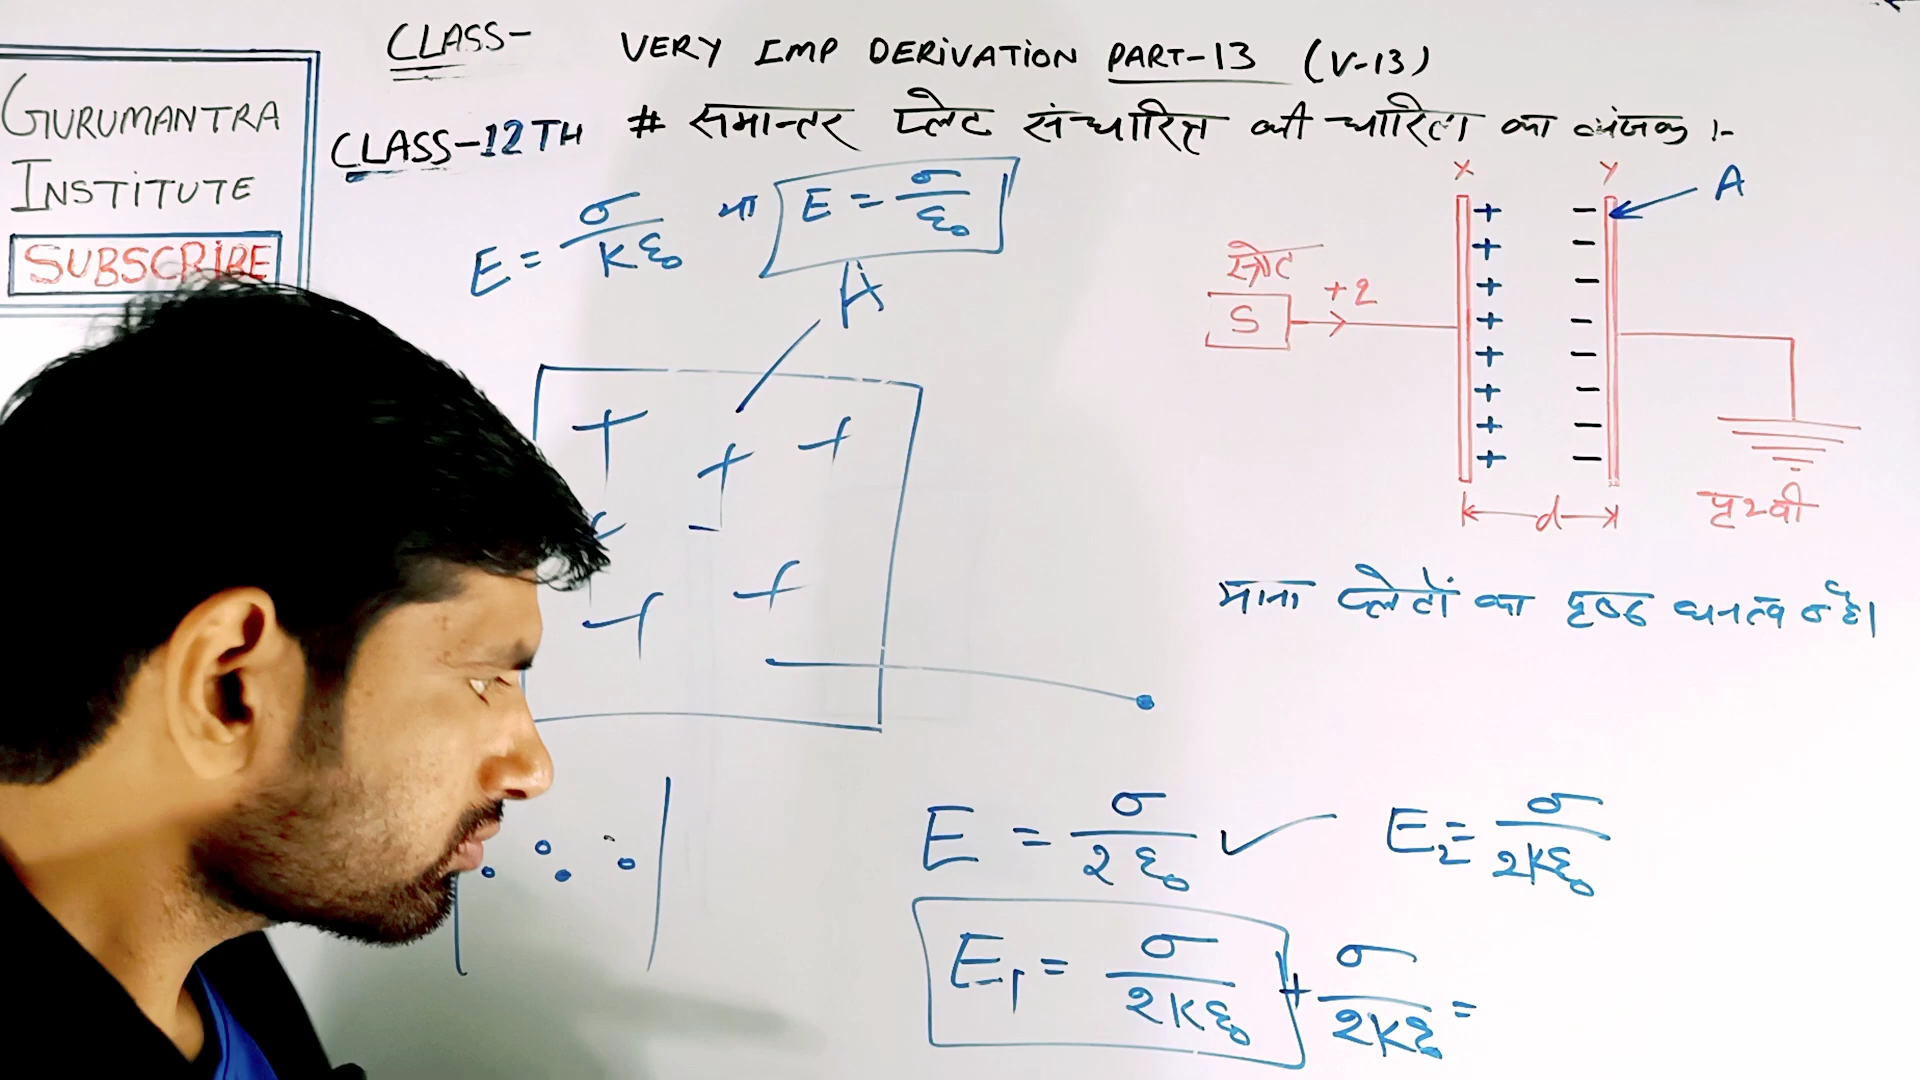 CLASS-
VERY IMP DERIVATION PART-13 (V-13)
GURUMANTRA
INSTITUTE
SUBSCRIBE
CLASS-12TH
# समान्तर प्लेट संधारित्र की धारिता का व्यंजक :-
E = σ/Kε₀ या E = σ/ε₀
A
X Y
A
स्रोत
S +q
+ + + + + + + +
- - - - - - - -
d
पृथ्वी
माना प्लेटों का पृष्ठ घनत्व σ है।
+ + +
+ +
E = σ/2ε₀ ✓ E₂ = σ/2Kε₀
E₁ = σ/2Kε₀ + σ/2Kε₀ =